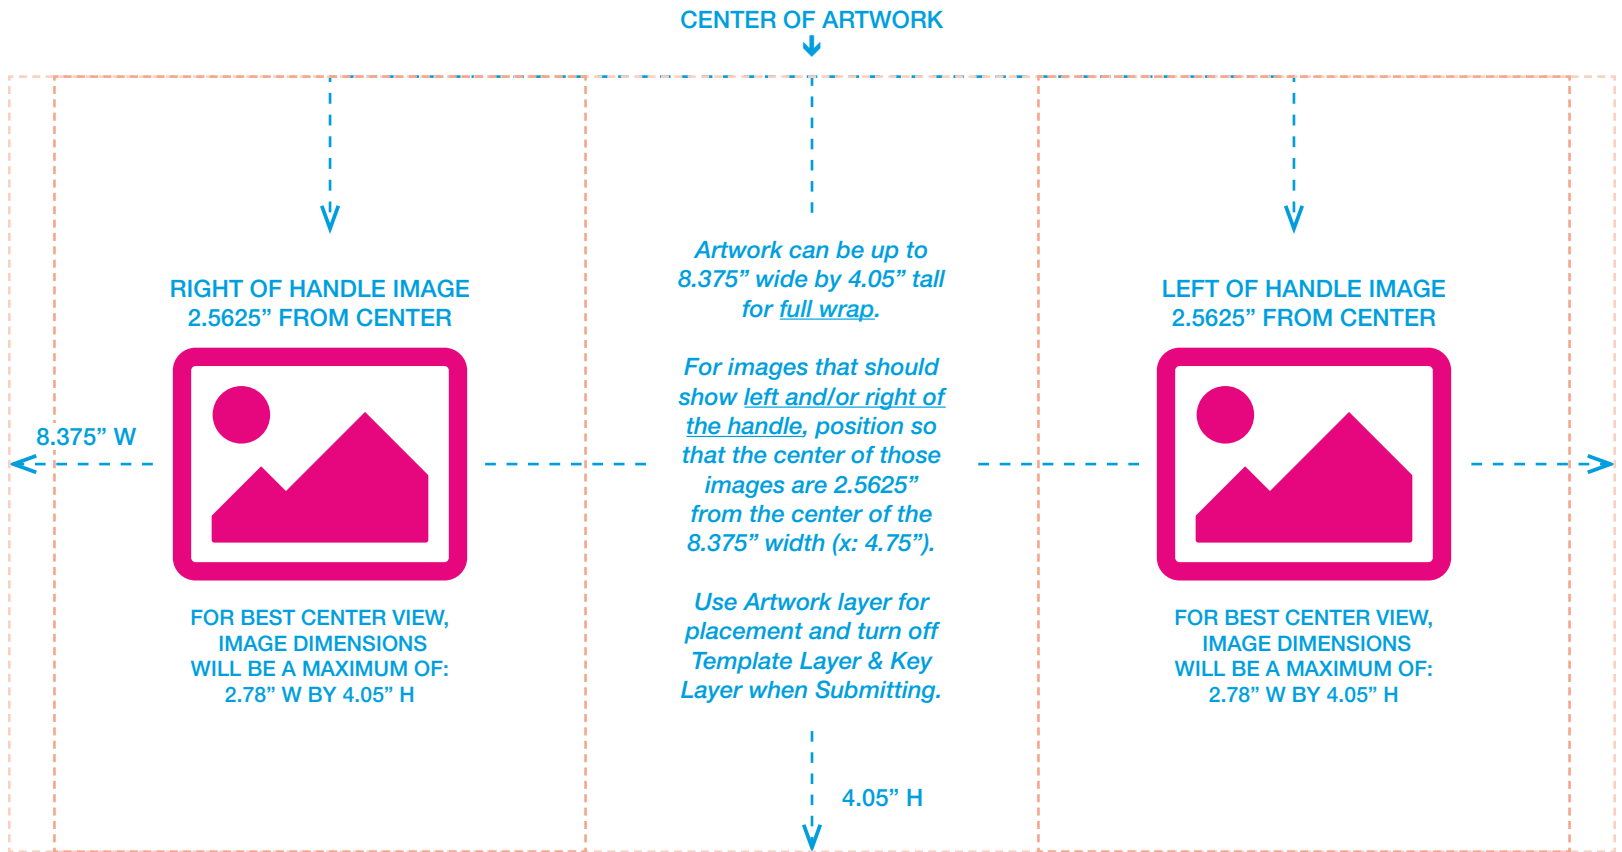 CENTER OF ARTWORK
RIGHT OF HANDLE IMAGE
2.5625” FROM CENTER
8.375” W
FOR BEST CENTER VIEW,
IMAGE DIMENSIONS
WILL BE A MAXIMUM OF:
2.78” W BY 4.05” H
Artwork can be up to
8.375” wide by 4.05” tall
for full wrap.
For images that should
show left and/or right of
the handle, position so
that the center of those
images are 2.5625”
from the center of the
8.375” width (x: 4.75”).
Use Artwork layer for
placement and turn off
Template Layer & Key
Layer when Submitting.
4.05” H
LEFT OF HANDLE IMAGE
2.5625” FROM CENTER
FOR BEST CENTER VIEW,
IMAGE DIMENSIONS
WILL BE A MAXIMUM OF:
2.78” W BY 4.05” H